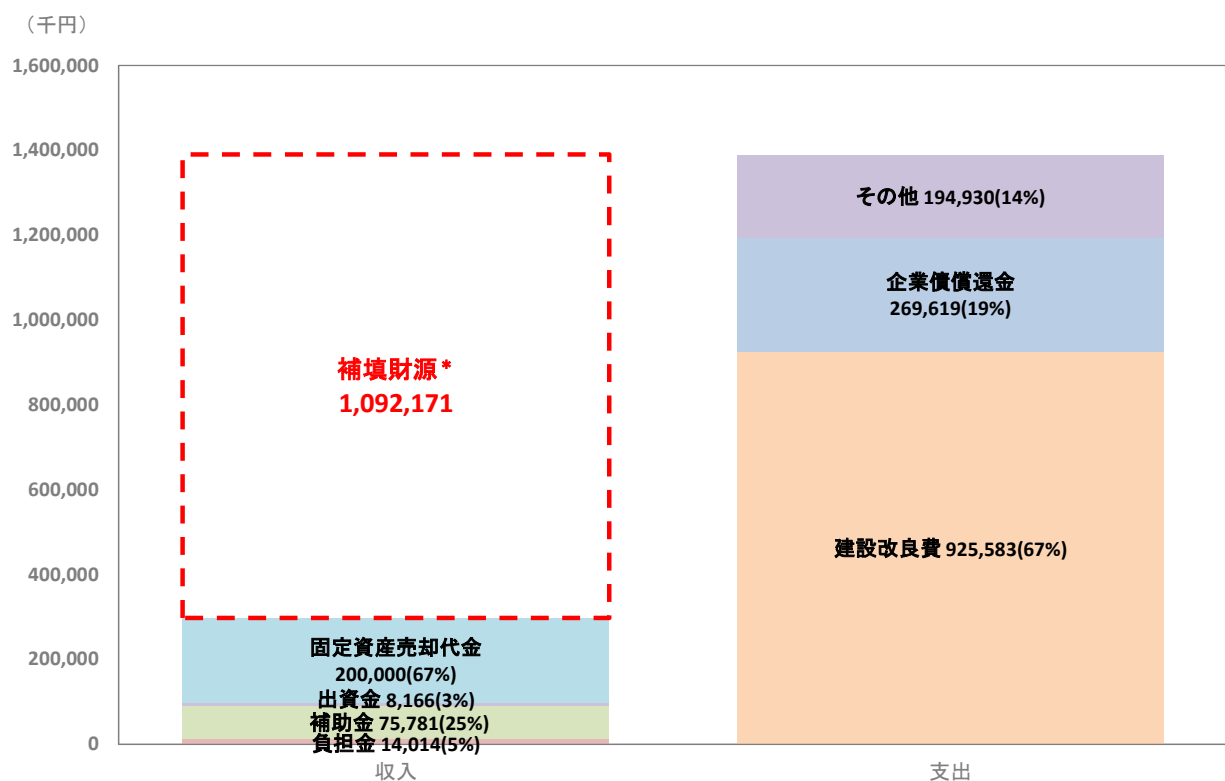 （千円）
1,600,000
1,400,000
1,200,000
1,000,000
800,000
600,000
400,000
200,000
0
補填財源*
1,092,171
固定資産売却代金
200,000(67%)
出資金 8,166(3%)
補助金 75,781(25%)
負担金 14,014(5%)
その他 194,930(14%)
企業債償還金
269,619(19%)
建設改良費 925,583(67%)
収入
支出